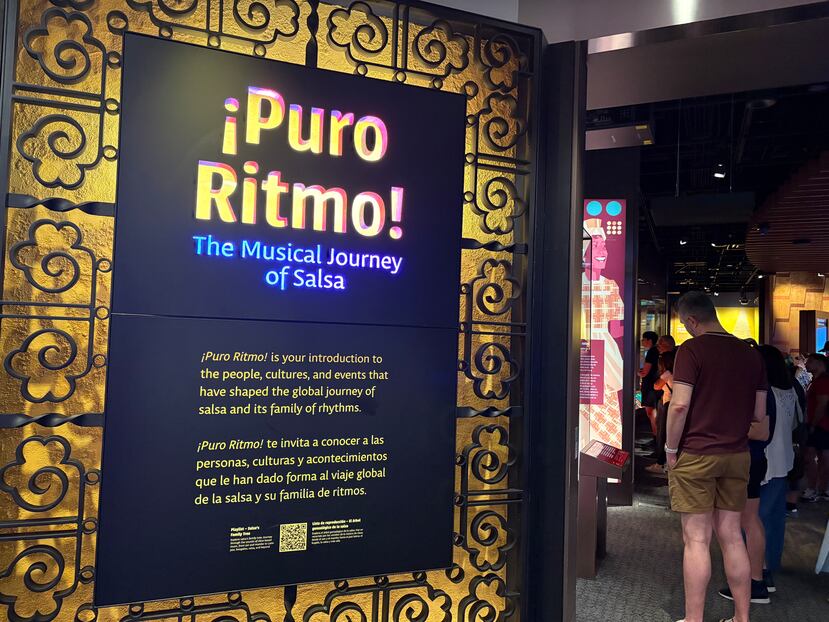 ¡Puro
Ritmo!
The Musical Journey
of Salsa
¡Puro Ritmo! is your introduction to
the people, cultures, and events that
have shaped the global journey of
salsa and its family of rhythms.
¡Puro Ritmo! te invita a conocer a las
personas, culturas y acontecimientos
que le han dado forma al viaje global
de la salsa y su familia de ritmos.
Playlist – Salsa's
Family Tree
Lista de reproducción – El árbol
genealógico de la salsa